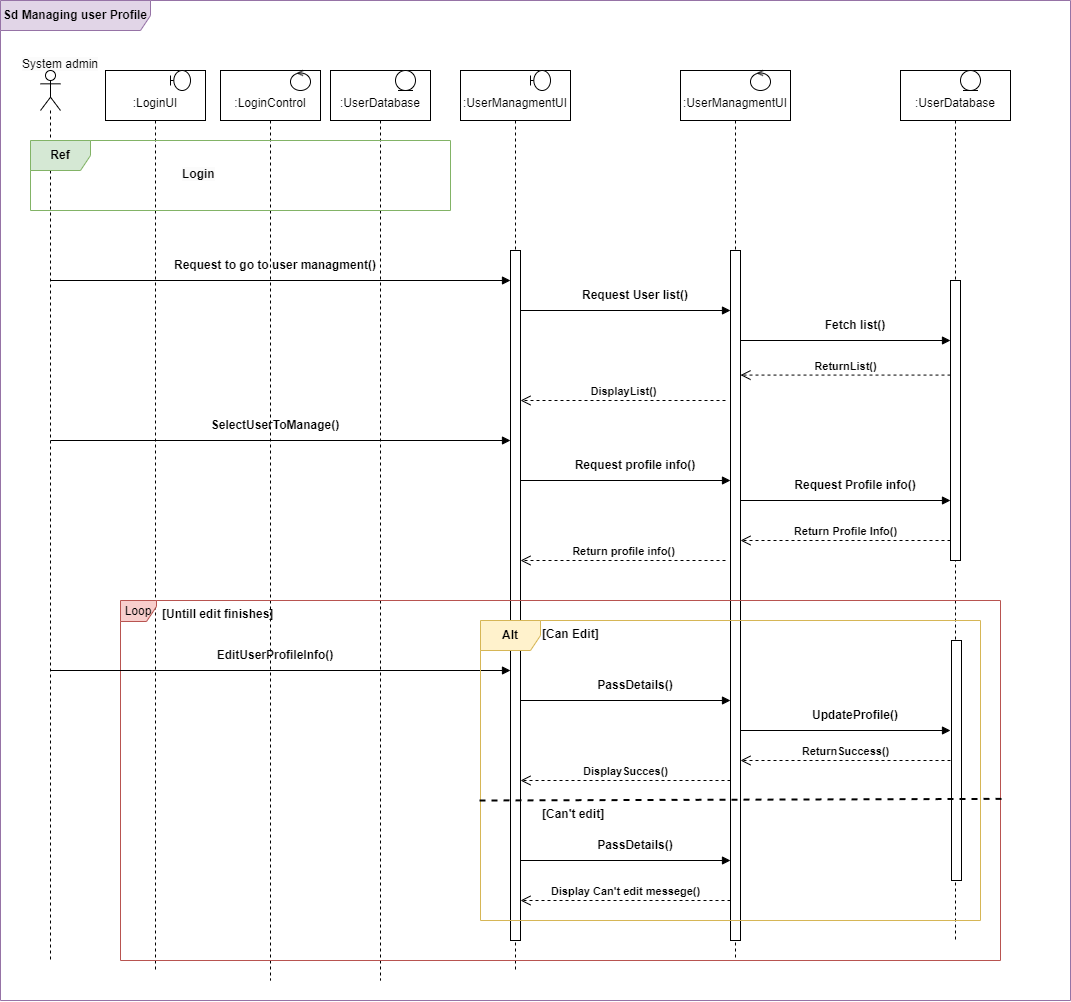 Sd Managing user Profile
System admin
:LoginUI
:LoginControl
:UserDatabase
:UserManagmentUI
:UserManagmentUI
:UserDatabase
Ref
Login
Request to go to user managment()
Request User list()
Fetch list()
ReturnList()
DisplayList()
SelectUserToManage()
Request profile info()
Request Profile info()
Return Profile Info()
Return profile info()
Loop
[Untill edit finishes]
Alt
[Can Edit]
EditUserProfileInfo()
PassDetails()
UpdateProfile()
ReturnSuccess()
DisplaySucces()
[Can't edit]
PassDetails()
Display Can't edit messege()